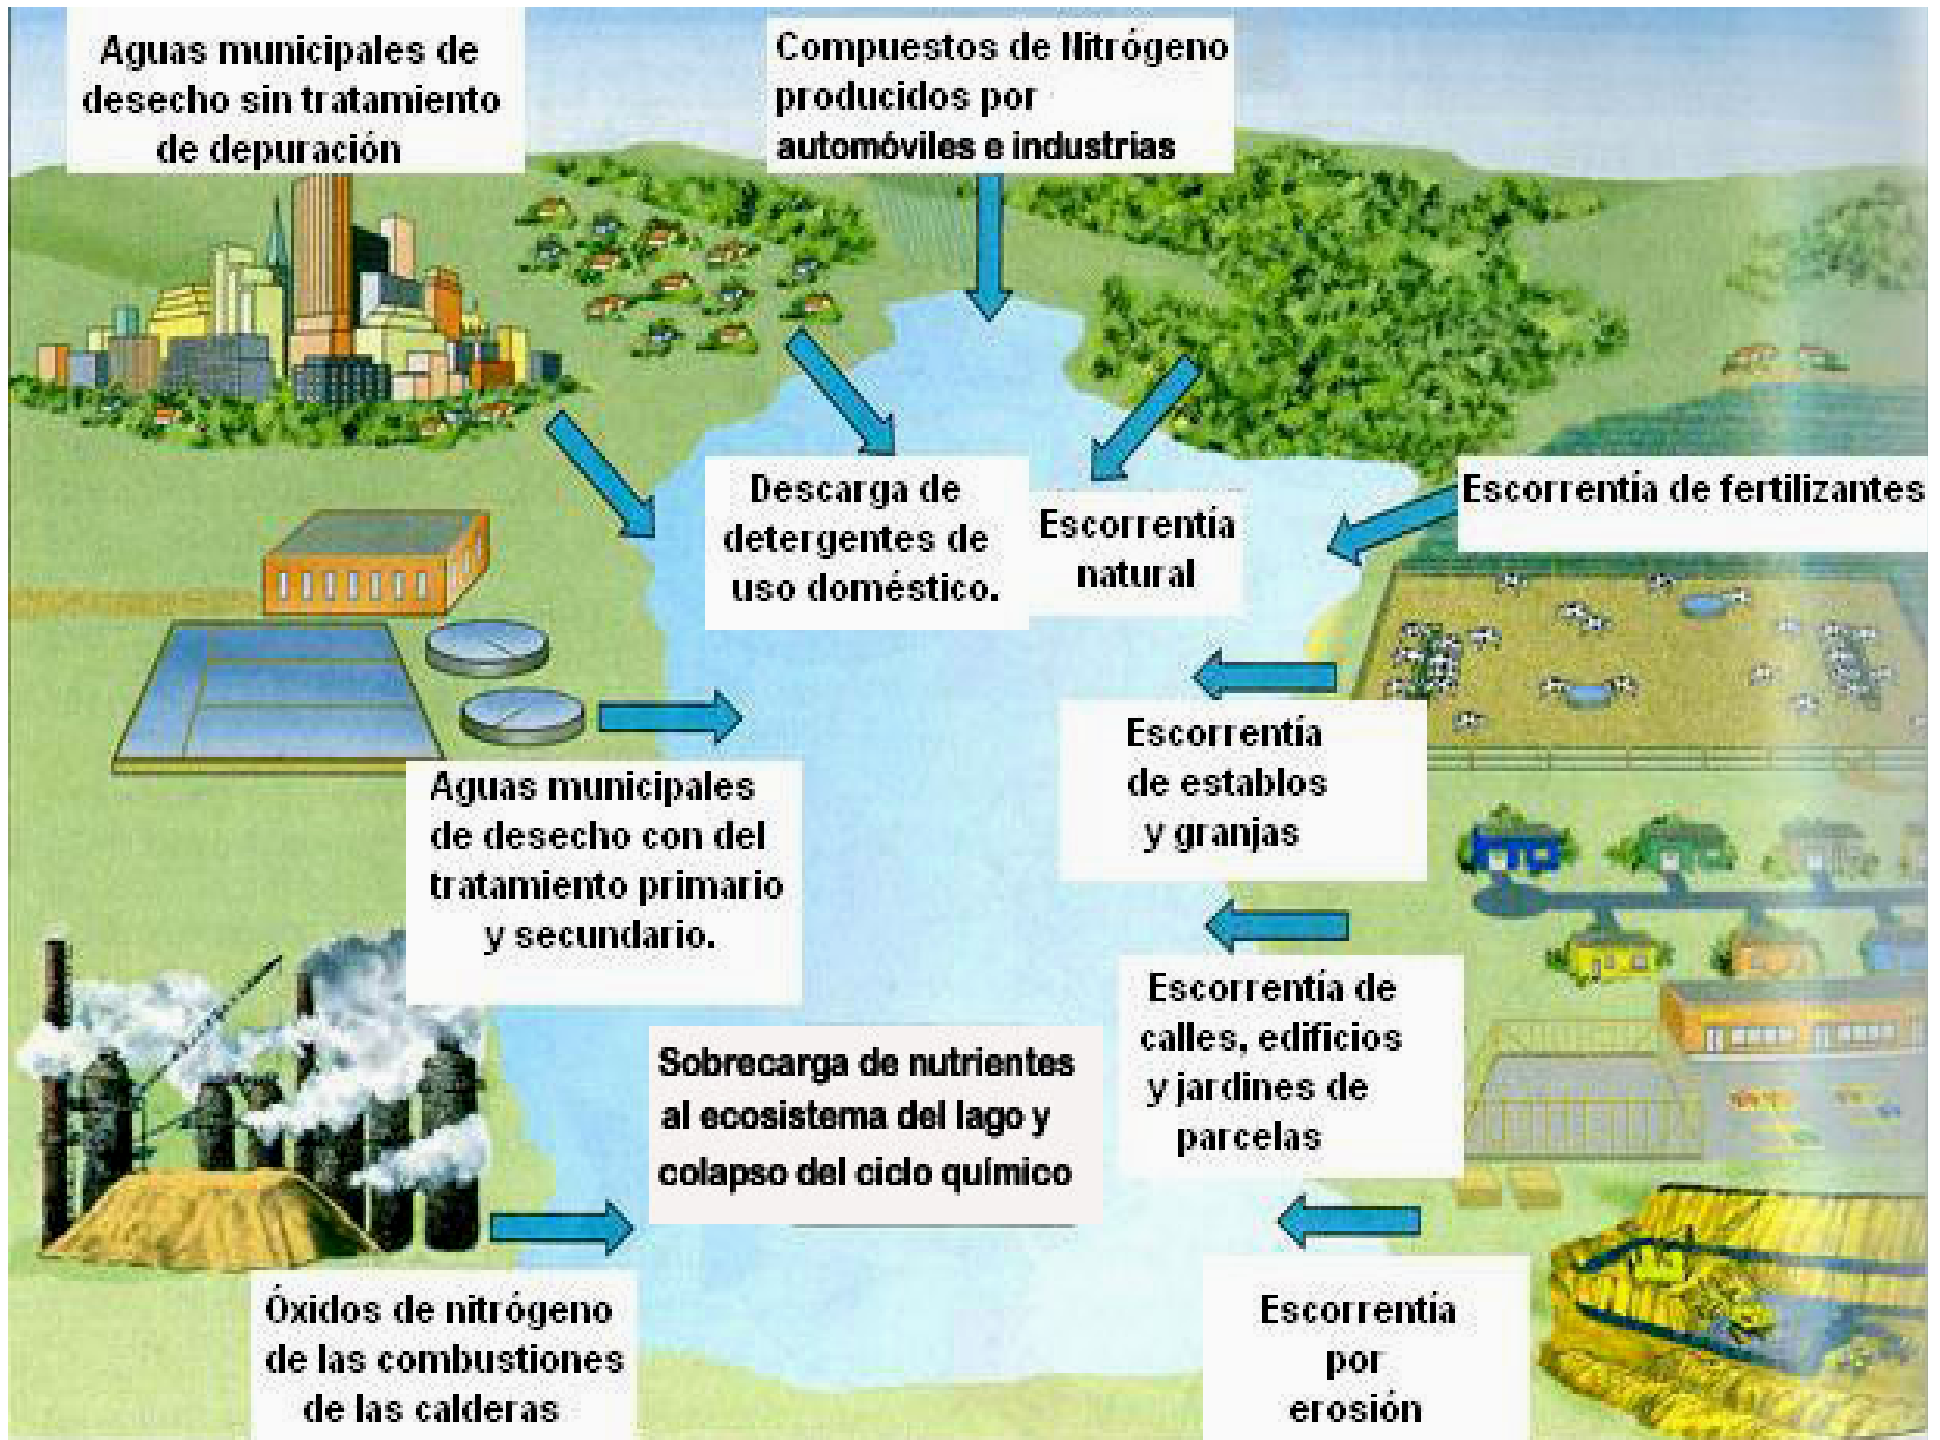 Aguas municipales de
desecho sin tratamiento
de depuración
Compuestos de Nitrógeno
producidos por
automóviles e industrias
Descarga de
detergentes de
uso doméstico.
Escorrentía
natural
Escorrentía de fertilizantes
Escorrentía
de establos
y granjas
Aguas municipales
de desecho con del
tratamiento primario
y secundario.
Escorrentía de
calles, edificios
y jardines de
parcelas
Sobrecarga de nutrientes
al ecosistema del lago y
colapso del ciclo químico
Óxidos de nitrógeno
de las combustiones
de las calderas
Escorrentía
por
erosión